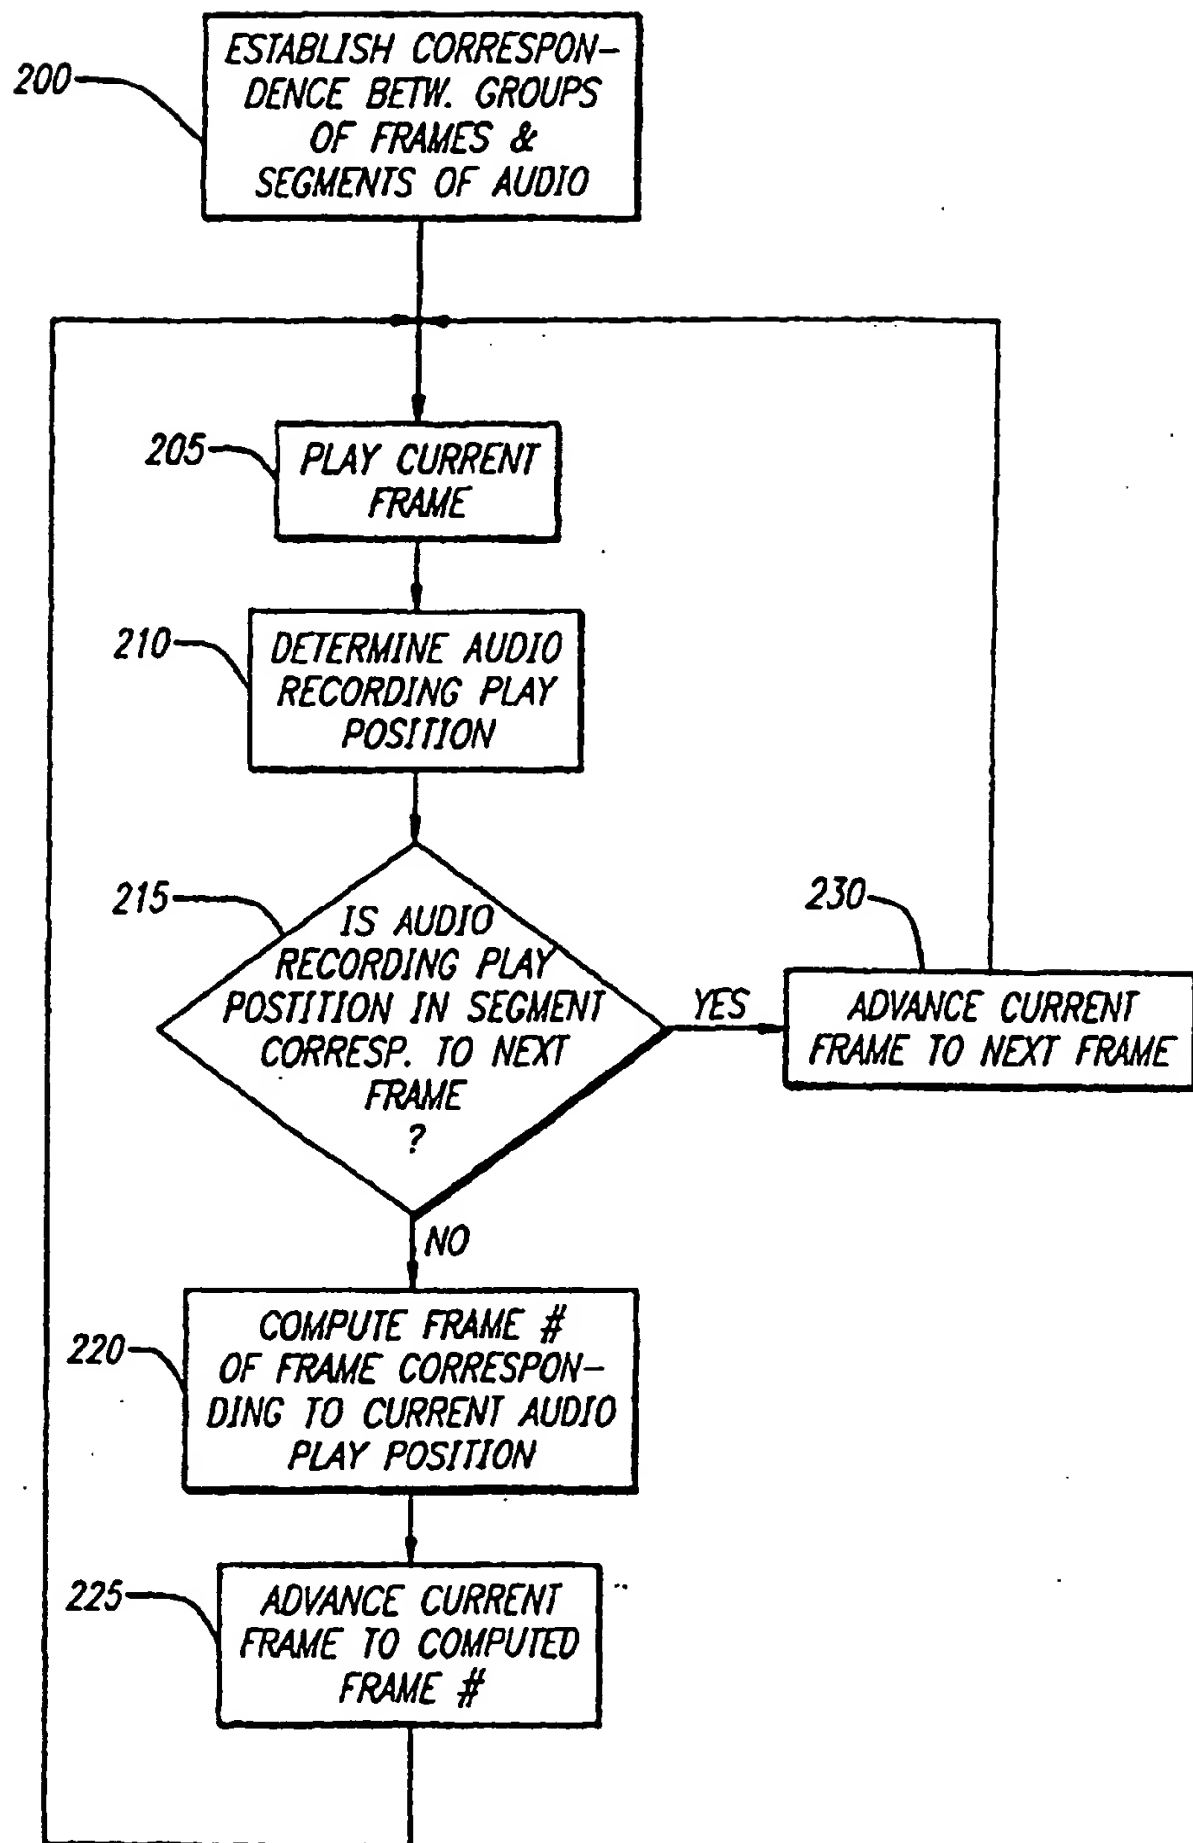 200
ESTABLISH CORRESPON-
DENCE BETW. GROUPS
OF FRAMES &
SEGMENTS OF AUDIO
205
PLAY CURRENT
FRAME
210
DETERMINE AUDIO
RECORDING PLAY
POSITION
215
IS AUDIO
RECORDING PLAY
POSTITION IN SEGMENT
CORRESP. TO NEXT
FRAME
?
YES
230
ADVANCE CURRENT
FRAME TO NEXT FRAME
NO
220
COMPUTE FRAME #
OF FRAME CORRESPON-
DING TO CURRENT AUDIO
PLAY POSITION
225
ADVANCE CURRENT
FRAME TO COMPUTED
FRAME #